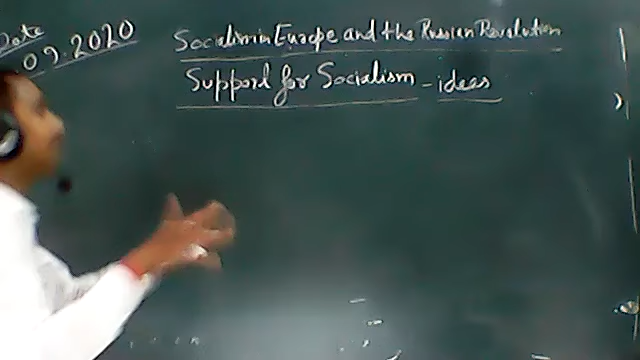 Date
09.2020
Socialism in Europe and the Russian Revolution
Support for Socialism - ideas